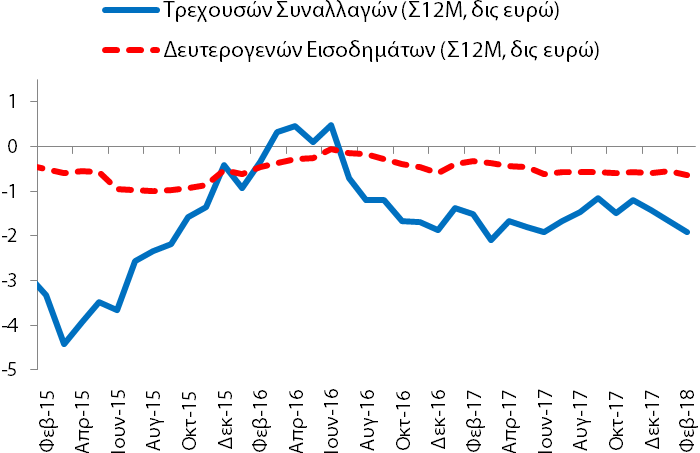 Τρεχουσών Συναλλαγών (Σ12Μ, δις ευρώ)
Δευτερογενών Εισοδημάτων (Σ12Μ, δις ευρώ)
1
0
-1
-2
-3
-4
-5
Φεβ-15
Απρ-15
Ιουν-15
Αυγ-15
Οκτ-15
Δεκ-15
Φεβ-16
Απρ-16
Ιουν-16
Αυγ-16
Οκτ-16
Δεκ-16
Φεβ-17
Απρ-17
Ιουν-17
Αυγ-17
Οκτ-17
Δεκ-17
Φεβ-18